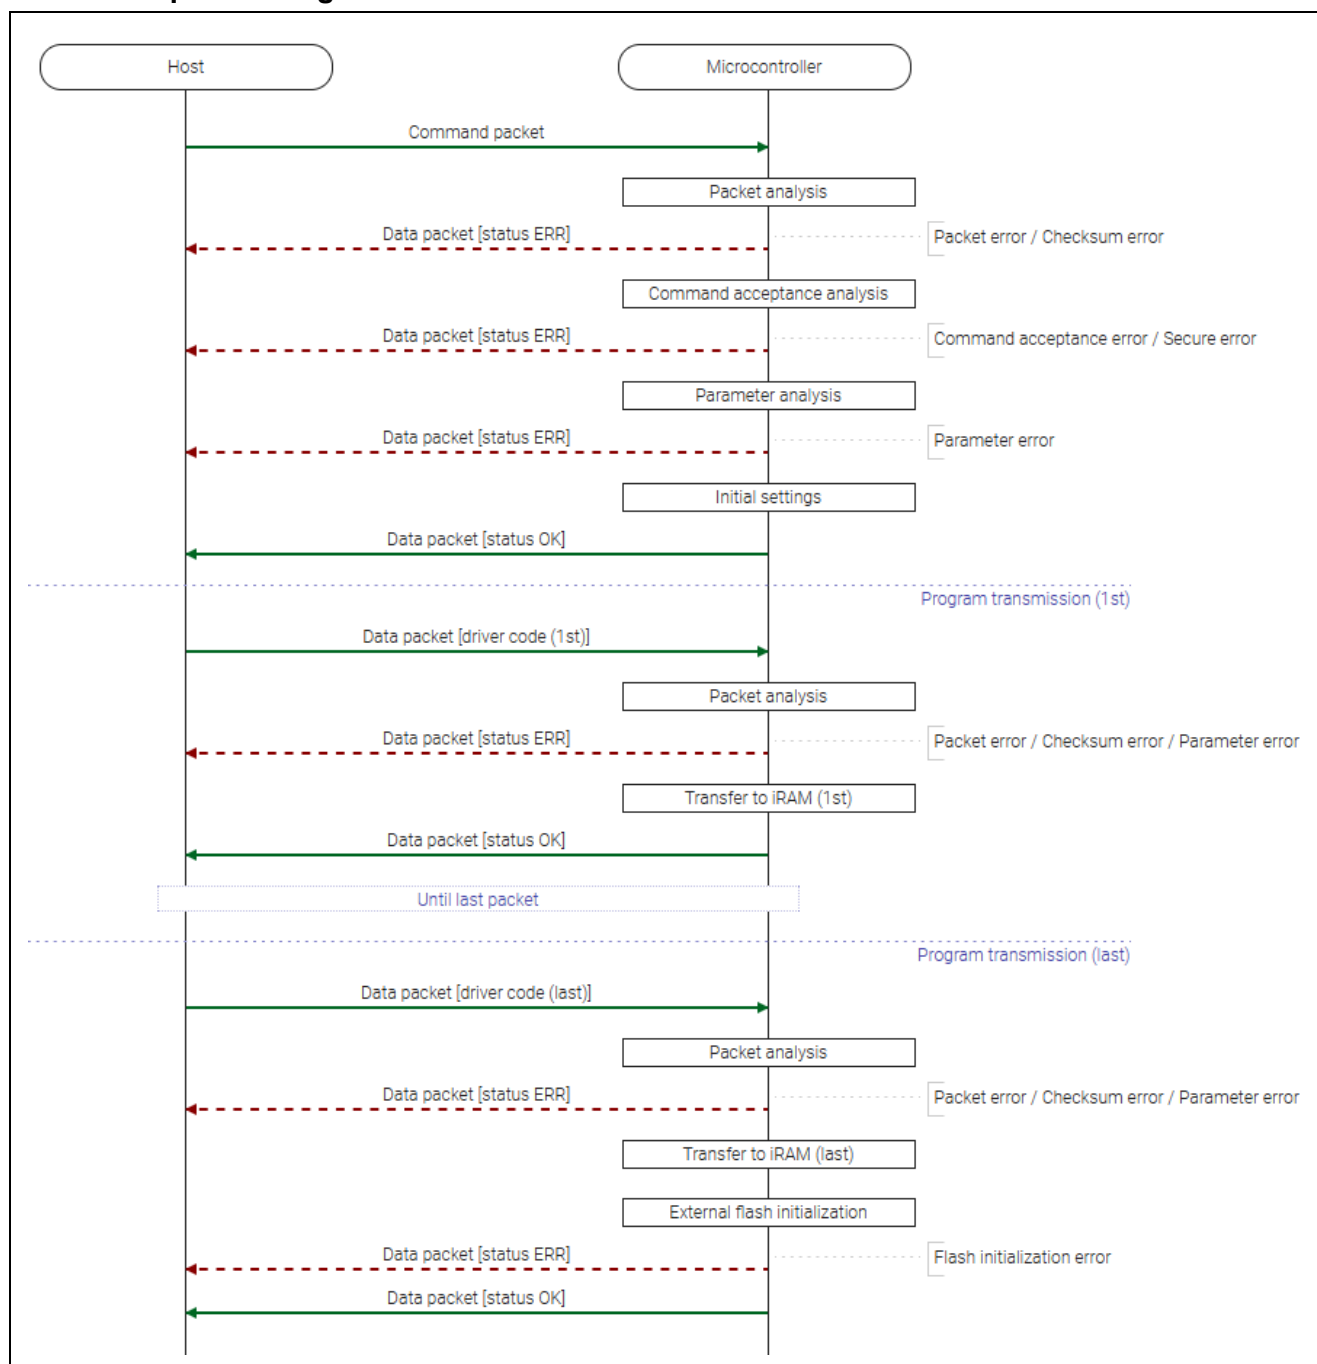 Host
Microcontroller
Command packet
Packet analysis
Data packet [status ERR]
Packet error / Checksum error
Command acceptance analysis
Data packet [status ERR]
Command acceptance error / Secure error
Parameter analysis
Data packet [status ERR]
Parameter error
Initial settings
Data packet [status OK]
Program transmission (1st)
Data packet [driver code (1st)]
Packet analysis
Data packet [status ERR]
Packet error / Checksum error / Parameter error
Transfer to iRAM (1st)
Data packet [status OK]
Until last packet
Program transmission (last)
Data packet [driver code (last)]
Packet analysis
Data packet [status ERR]
Packet error / Checksum error / Parameter error
Transfer to iRAM (last)
External flash initialization
Data packet [status ERR]
Flash initialization error
Data packet [status OK]